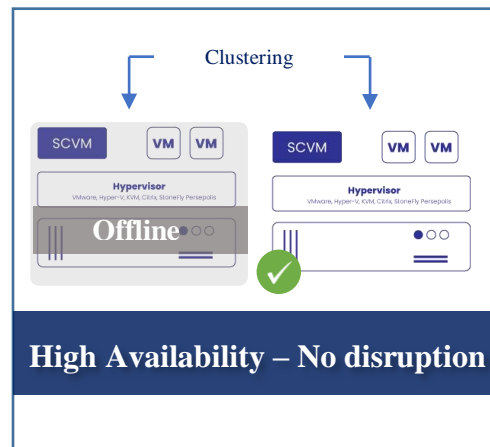 Clustering
SCVM
VM VM
Hypervisor
VMware, Hyper-V, KVM, Citrix, StoneFly Persepolis
Offline
SCVM
VM VM
Hypervisor
VMware, Hyper-V, KVM, Citrix, StoneFly Persepolis
High Availability – No disruption